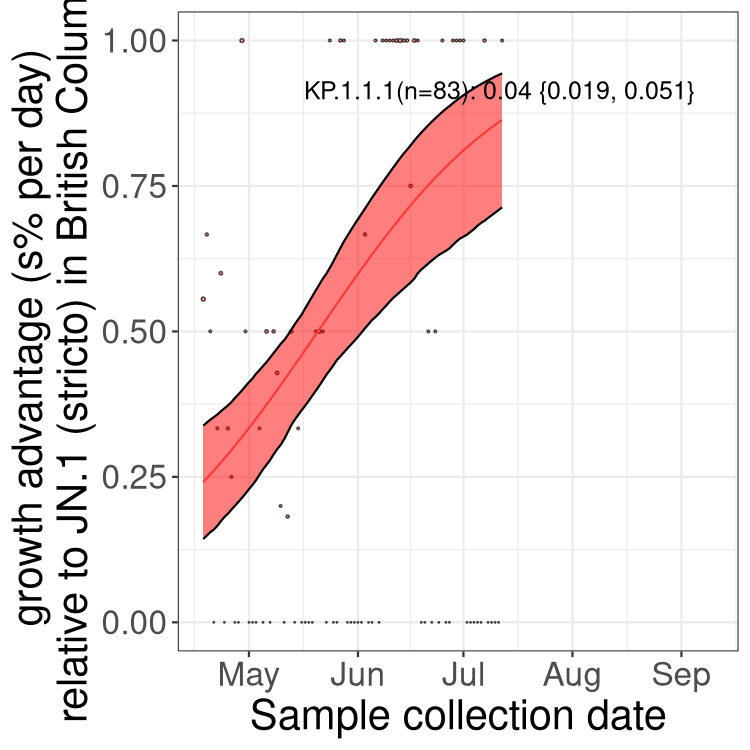 growth advantage (s% per day)
relative to JN.1 (stricto) in British Colum
1.00
0.75
0.50
0.25
0.00
KP.1.1.1(n=83): 0.04 {0.019, 0.051}
May Jun Jul Aug Sep
Sample collection date